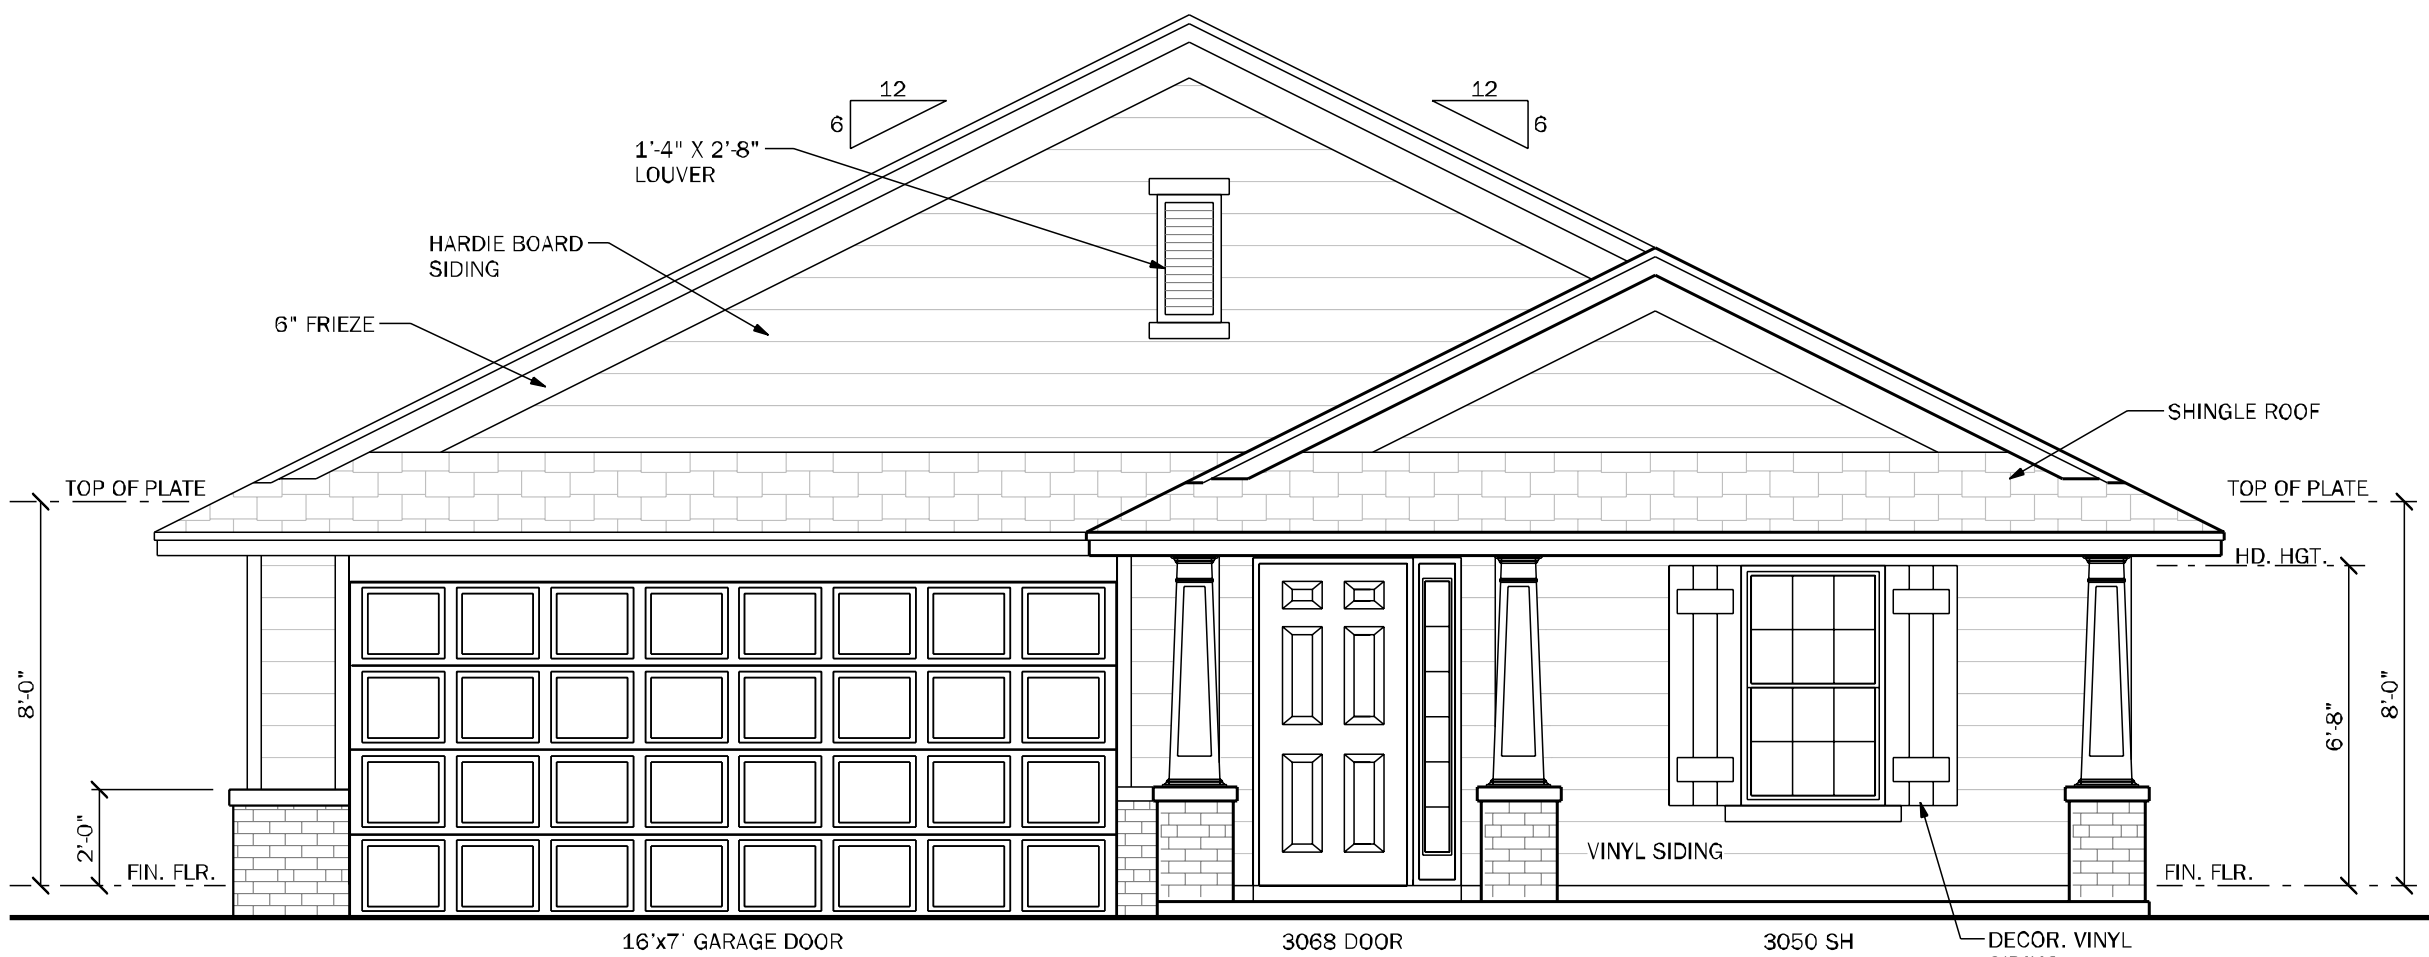 12
6
12
6
1'-4" X 2'-8"
LOUVER
HARDIE BOARD
SIDING
6" FRIEZE
SHINGLE ROOF
TOP OF PLATE
TOP OF PLATE
HD. HGT.
8'-0"
2'-0"
6'-8"
8'-0"
VINYL SIDING
FIN. FLR.
FIN. FLR.
16'x7' GARAGE DOOR
3068 DOOR
3050 SH
DECOR. VINYL